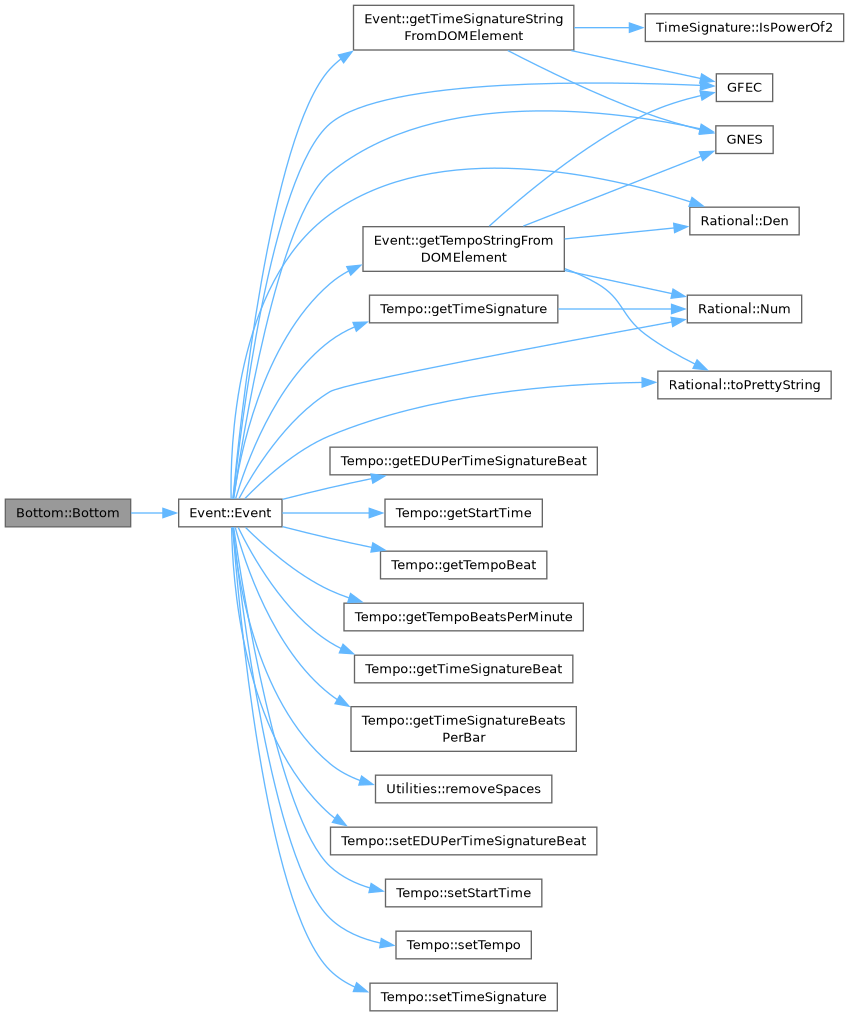 Event::getTimeSignatureString
FromDOMElement
TimeSignature::IsPowerOf2
GFEC
GNES
Rational::Den
Event::getTempoStringFrom
DOMElement
Tempo::getTimeSignature
Rational::Num
Rational::toPrettyString
Tempo::getEDUPerTimeSignatureBeat
Bottom::Bottom
Event::Event
Tempo::getStartTime
Tempo::getTempoBeat
Tempo::getTempoBeatsPerMinute
Tempo::getTimeSignatureBeat
Tempo::getTimeSignatureBeats
PerBar
Utilities::removeSpaces
Tempo::setEDUPerTimeSignatureBeat
Tempo::setStartTime
Tempo::setTempo
Tempo::setTimeSignature